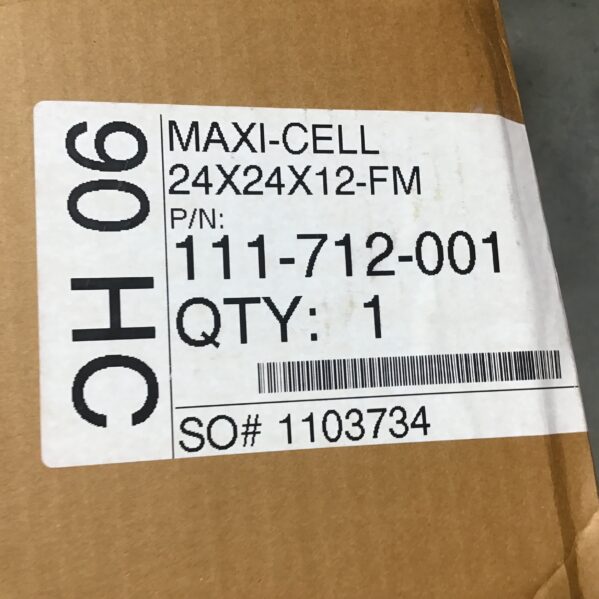 90 HC
MAXI-CELL
24X24X12-FM
P/N:
111-712-001
QTY: 1
SO# 1103734